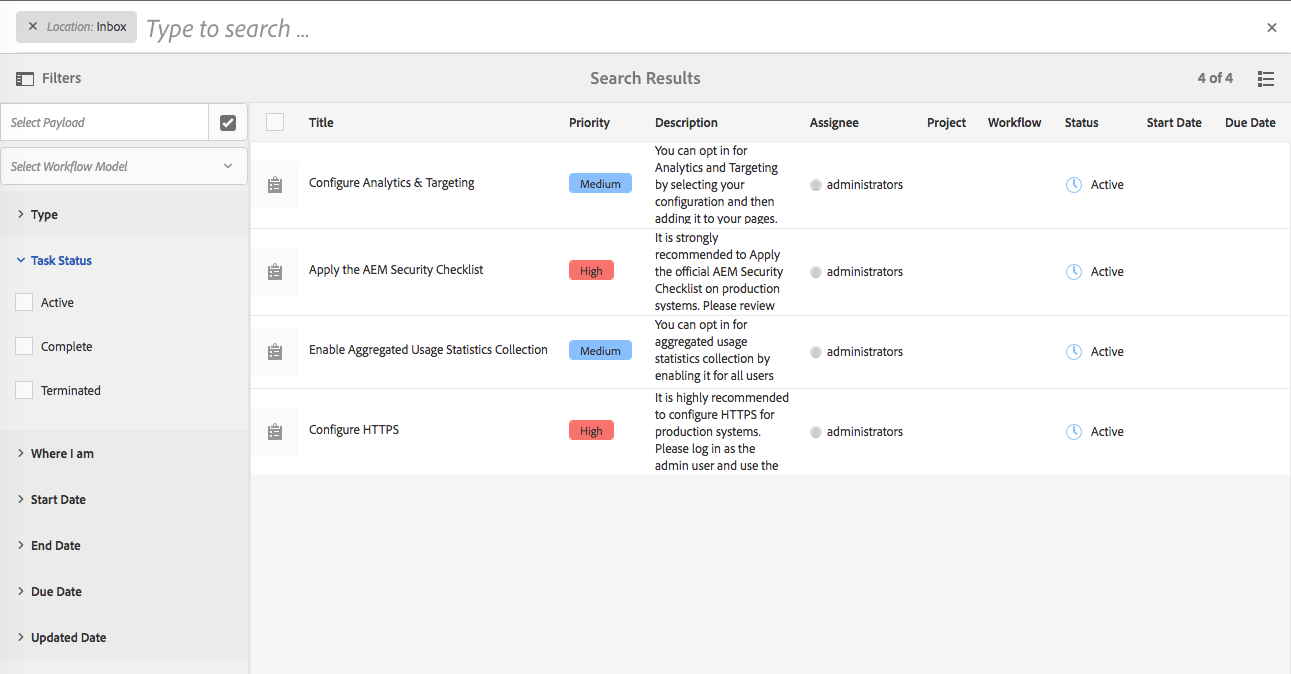 Location: Inbox Type to search ...
Filters
Search Results
4 of 4
Select Payload
Select Workflow Model
Type
Task Status
Active
Complete
Terminated
Where I am
Start Date
End Date
Due Date
Updated Date
Title Priority Description Assignee Project Workflow Status Start Date Due Date
Configure Analytics & Targeting
Medium
You can opt in for
Analytics and Targeting
by selecting your
configuration and then
adding it to your pages.
administrators
Active
Apply the AEM Security Checklist
High
It is strongly
recommended to Apply
the official AEM Security
Checklist on production
systems. Please review
administrators
Active
Enable Aggregated Usage Statistics Collection
Medium
You can opt in for
aggregated usage
statistics collection by
enabling it for all users
administrators
Active
Configure HTTPS
High
It is highly recommended
to configure HTTPS for
production systems.
Please log in as the
admin user and use the
administrators
Active